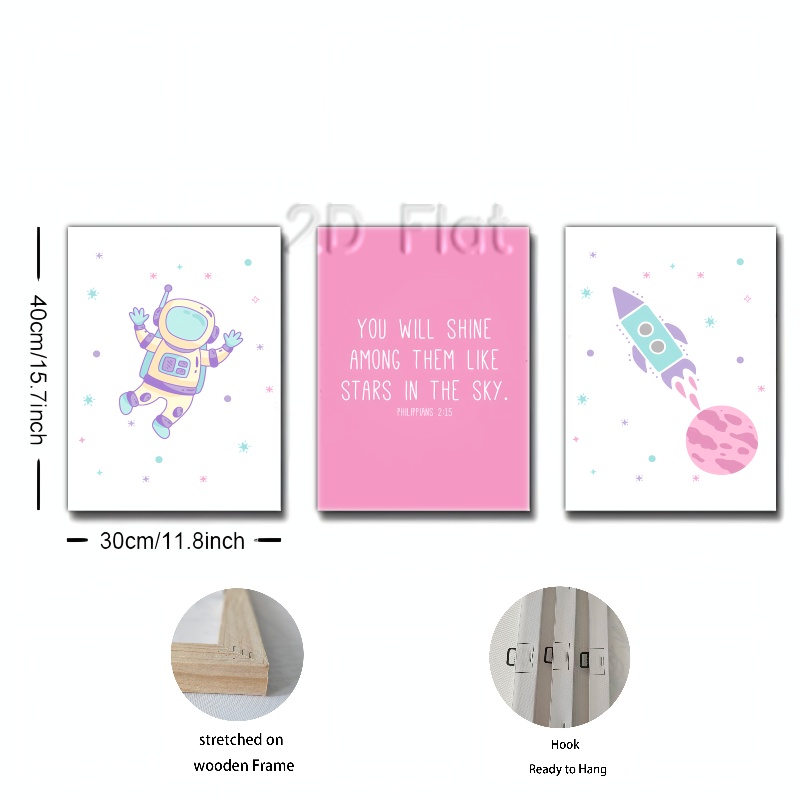 2D Flat
40cm/15.7inch
YOU WILL SHINE
AMONG THEM LIKE
STARS IN THE SKY.
PHILIPPIANS 2:15
30cm/11.8inch
stretched on
wooden Frame
Hook
Ready to Hang